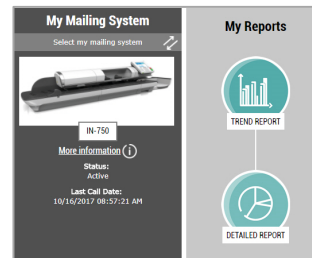 My Mailing System
Select my mailing system
IN-750
More information
Status:
Active
Last Call Date:
10/16/2017 08:57:21 AM
My Reports
TREND REPORT
DETAILED REPORT